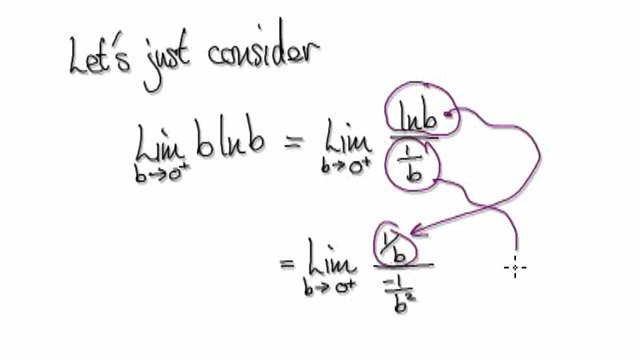 Let's just consider
lim b→0⁺ b ln b = lim b→0⁺ (ln b)/(1/b)
= lim b→0⁺ (1/b)/(-1/b²)